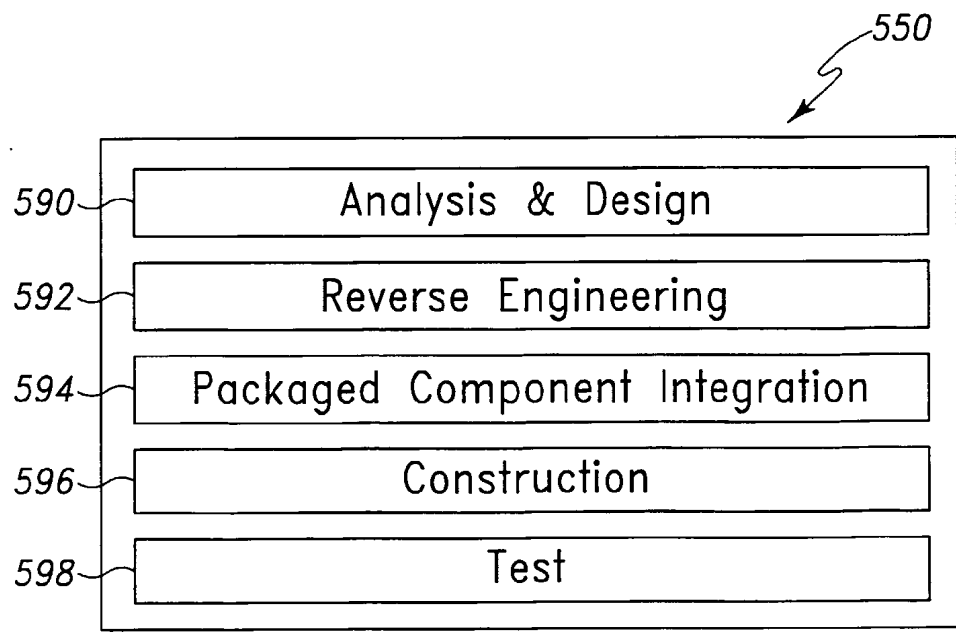 550
590 Analysis & Design
592 Reverse Engineering
594 Packaged Component Integration
596 Construction
598 Test